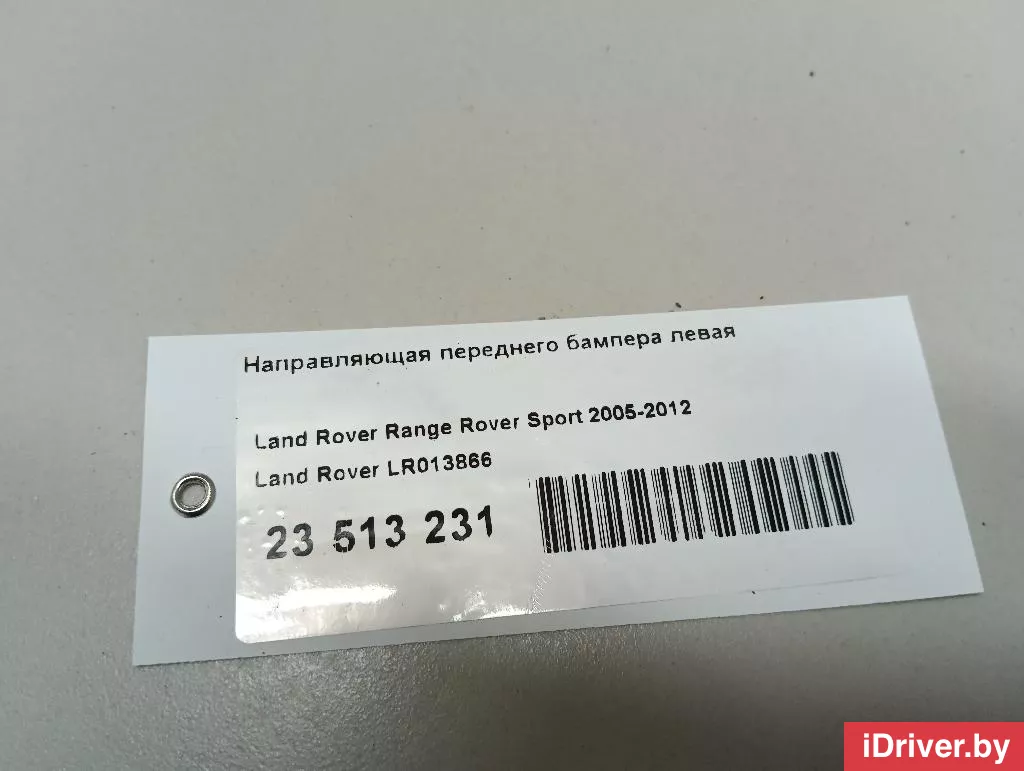 Направляющая переднего бампера левая
Land Rover Range Rover Sport 2005-2012
Land Rover LR013866
23 513 231
iDriver.by